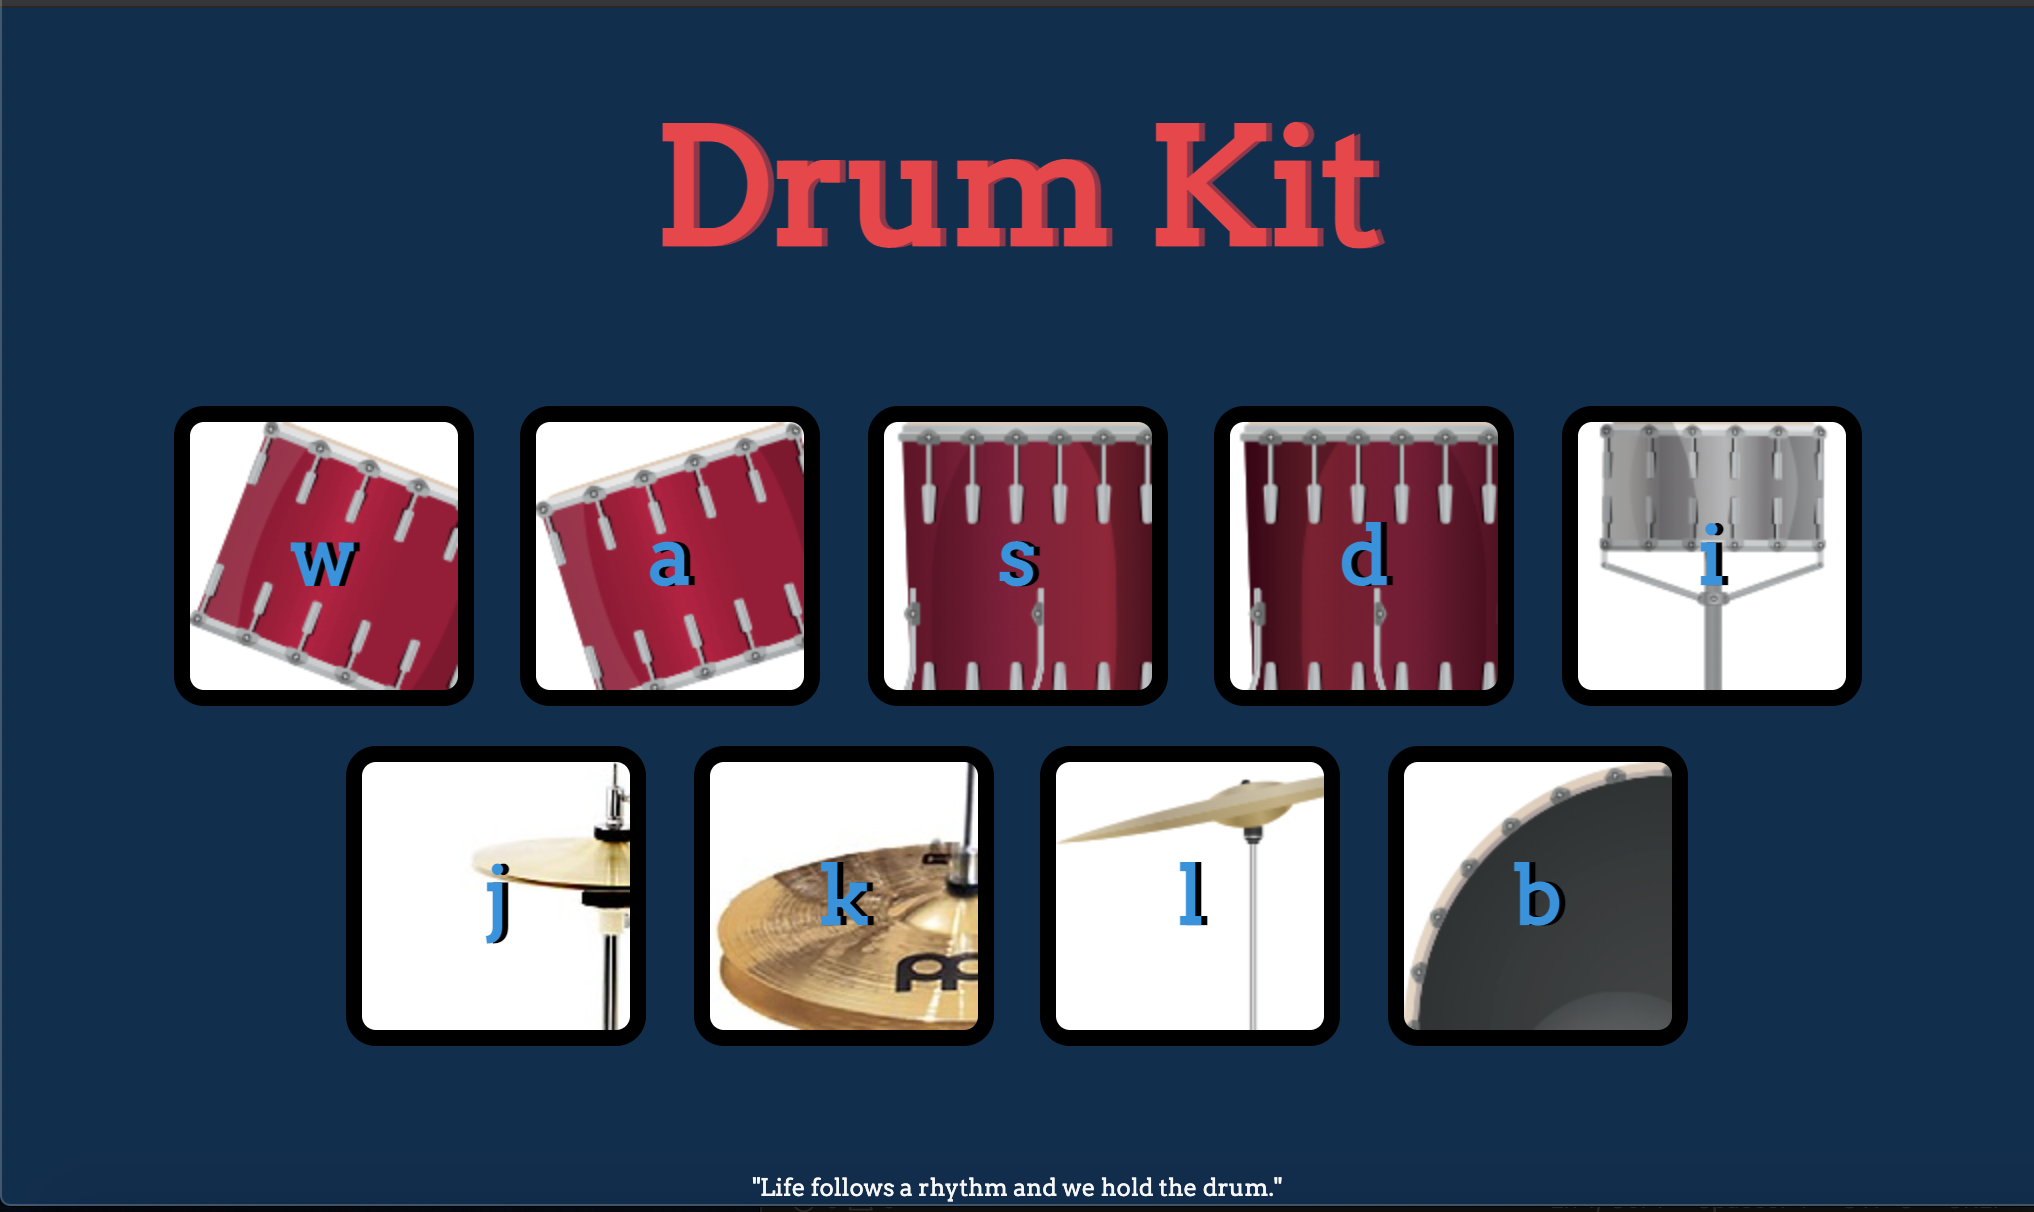 Drum Kit
w a s d i
j k l b
"Life follows a rhythm and we hold the drum."